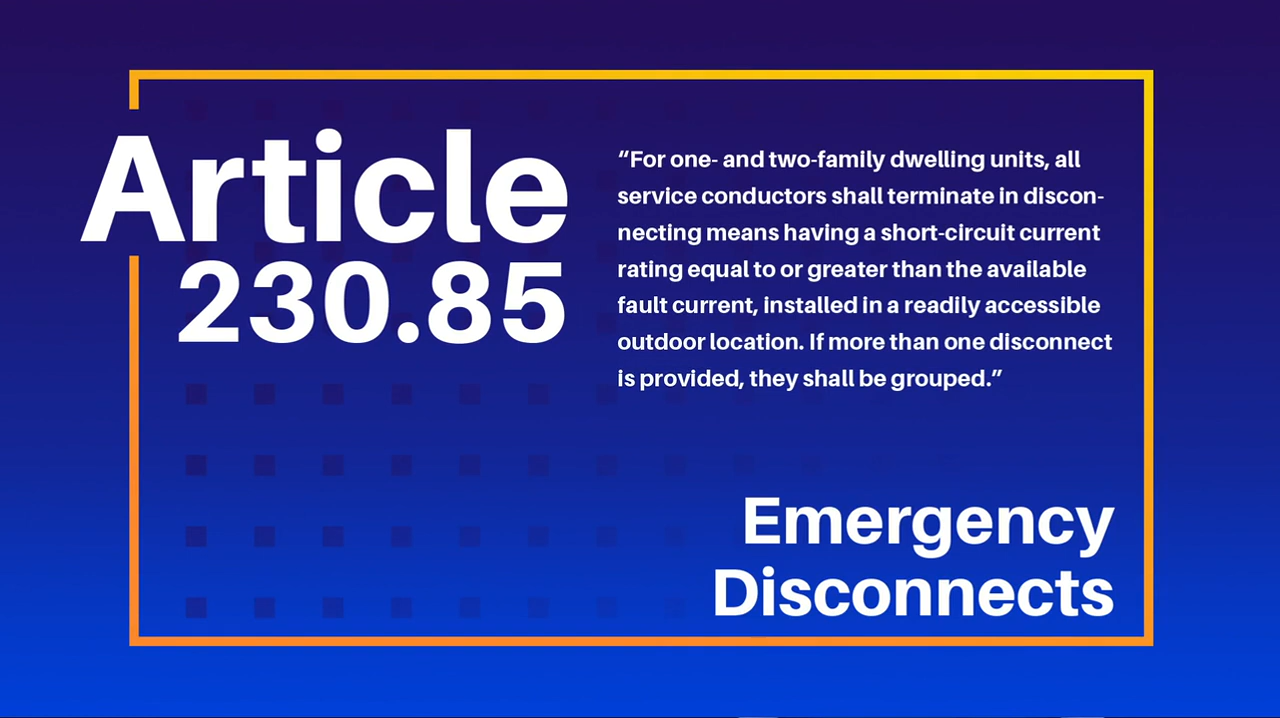 Article
230.85
“For one- and two-family dwelling units, all
service conductors shall terminate in discon-
necting means having a short-circuit current
rating equal to or greater than the available
fault current, installed in a readily accessible
outdoor location. If more than one disconnect
is provided, they shall be grouped.”
Emergency
Disconnects